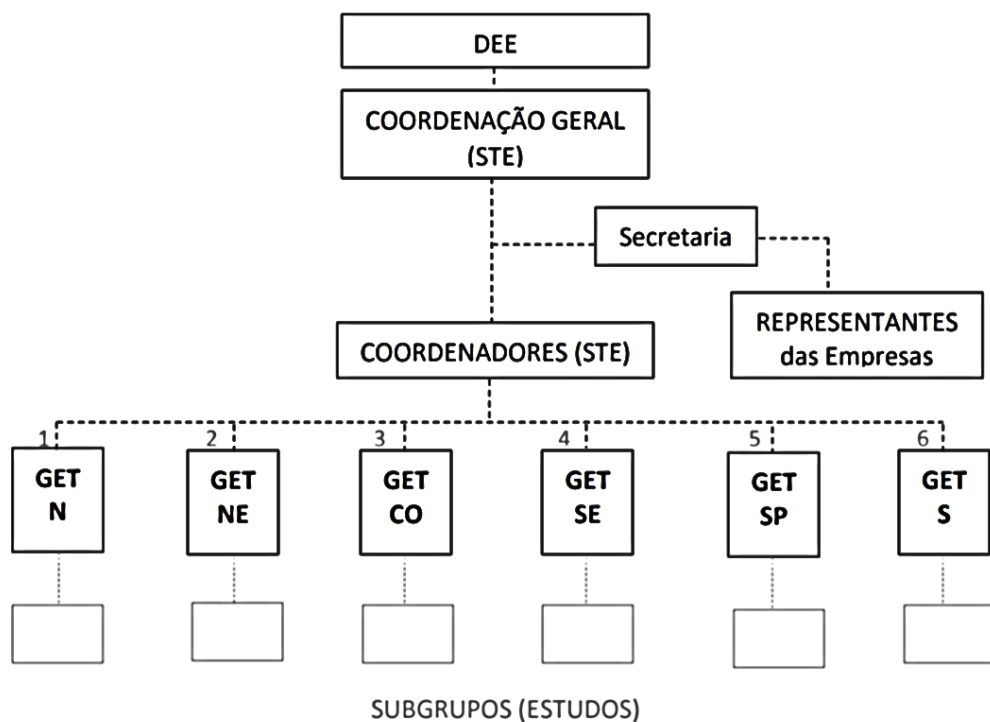 DEE
COORDENAÇÃO GERAL
(STE)
Secretaria
REPRESENTANTES
das Empresas
COORDENADORES (STE)
1
2
3
4
5
6
GET
N
GET
NE
GET
CO
GET
SE
GET
SP
GET
S
SUBGRUPOS (ESTUDOS)